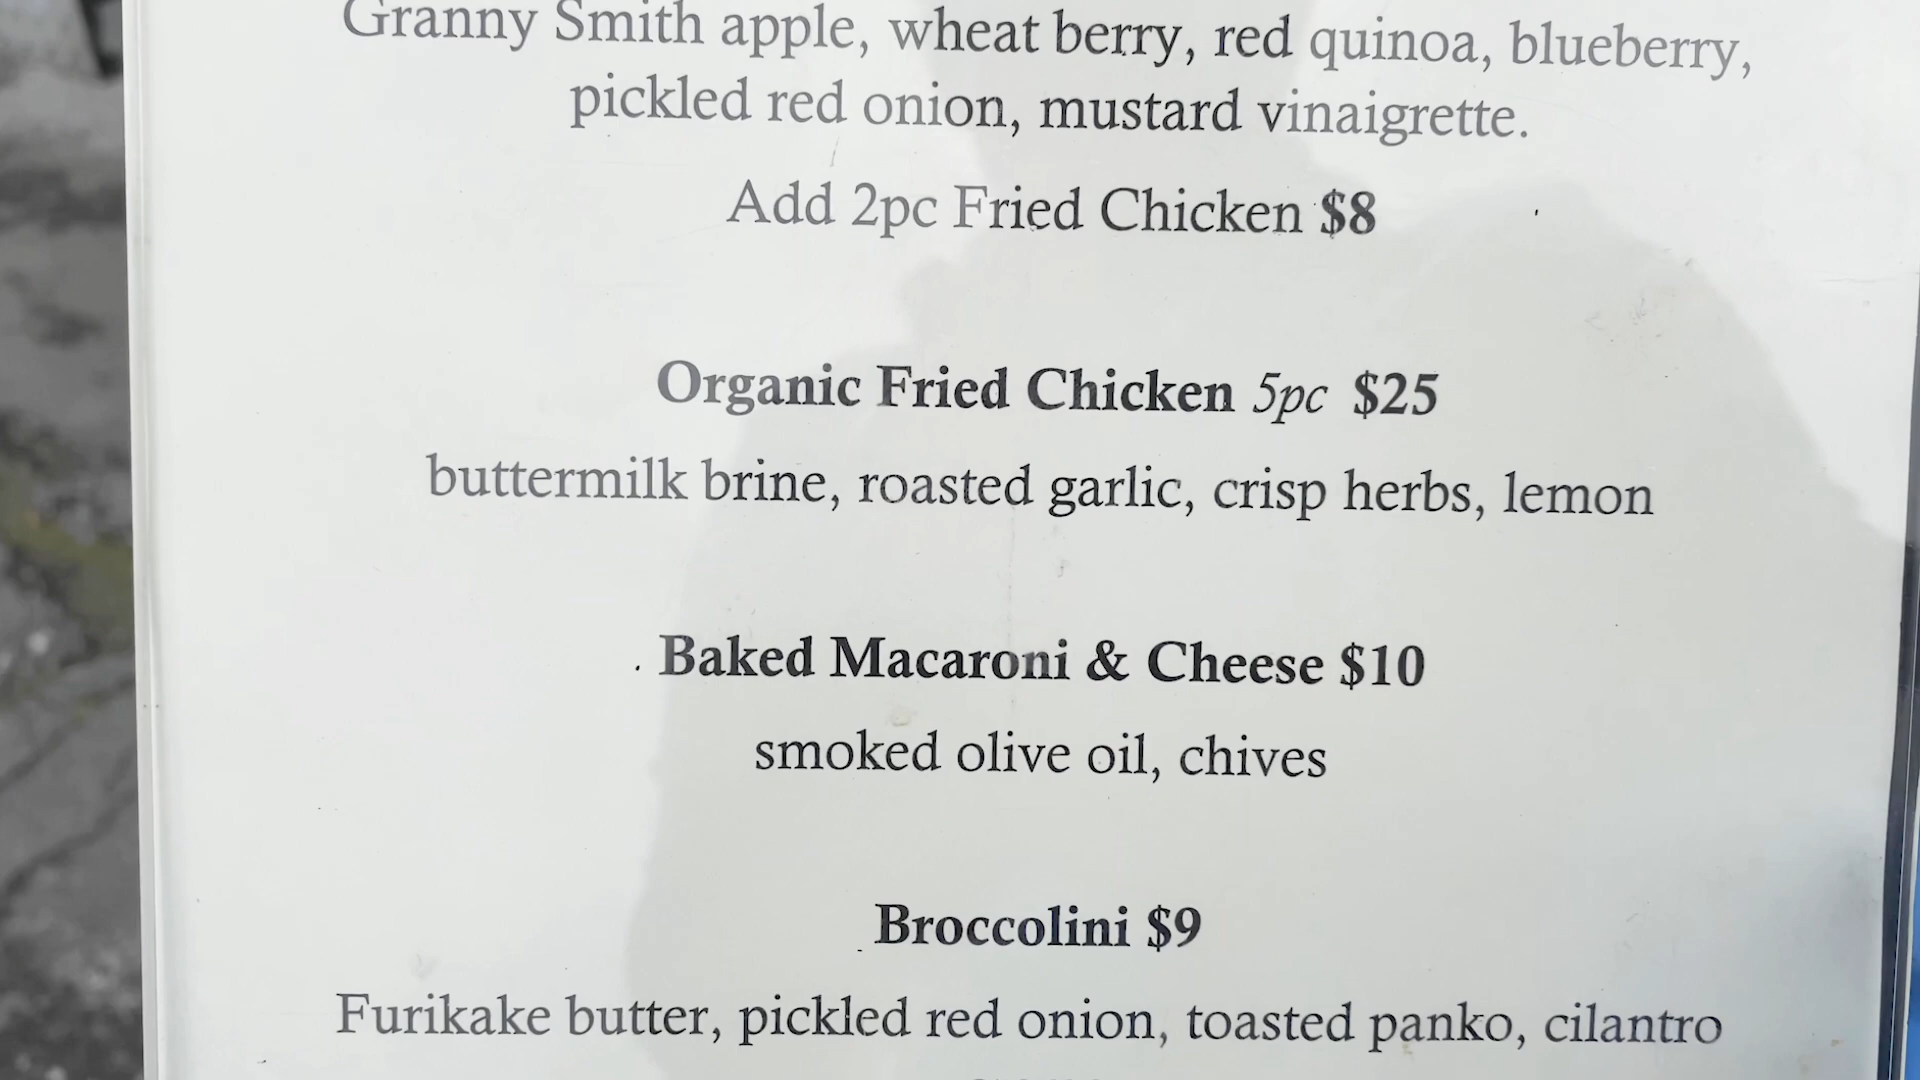 Granny Smith apple, wheat berry, red quinoa, blueberry,
pickled red onion, mustard vinaigrette.
Add 2pc Fried Chicken $8
Organic Fried Chicken 5pc $25
buttermilk brine, roasted garlic, crisp herbs, lemon
Baked Macaroni & Cheese $10
smoked olive oil, chives
Broccolini $9
Furikake butter, pickled red onion, toasted panko, cilantro